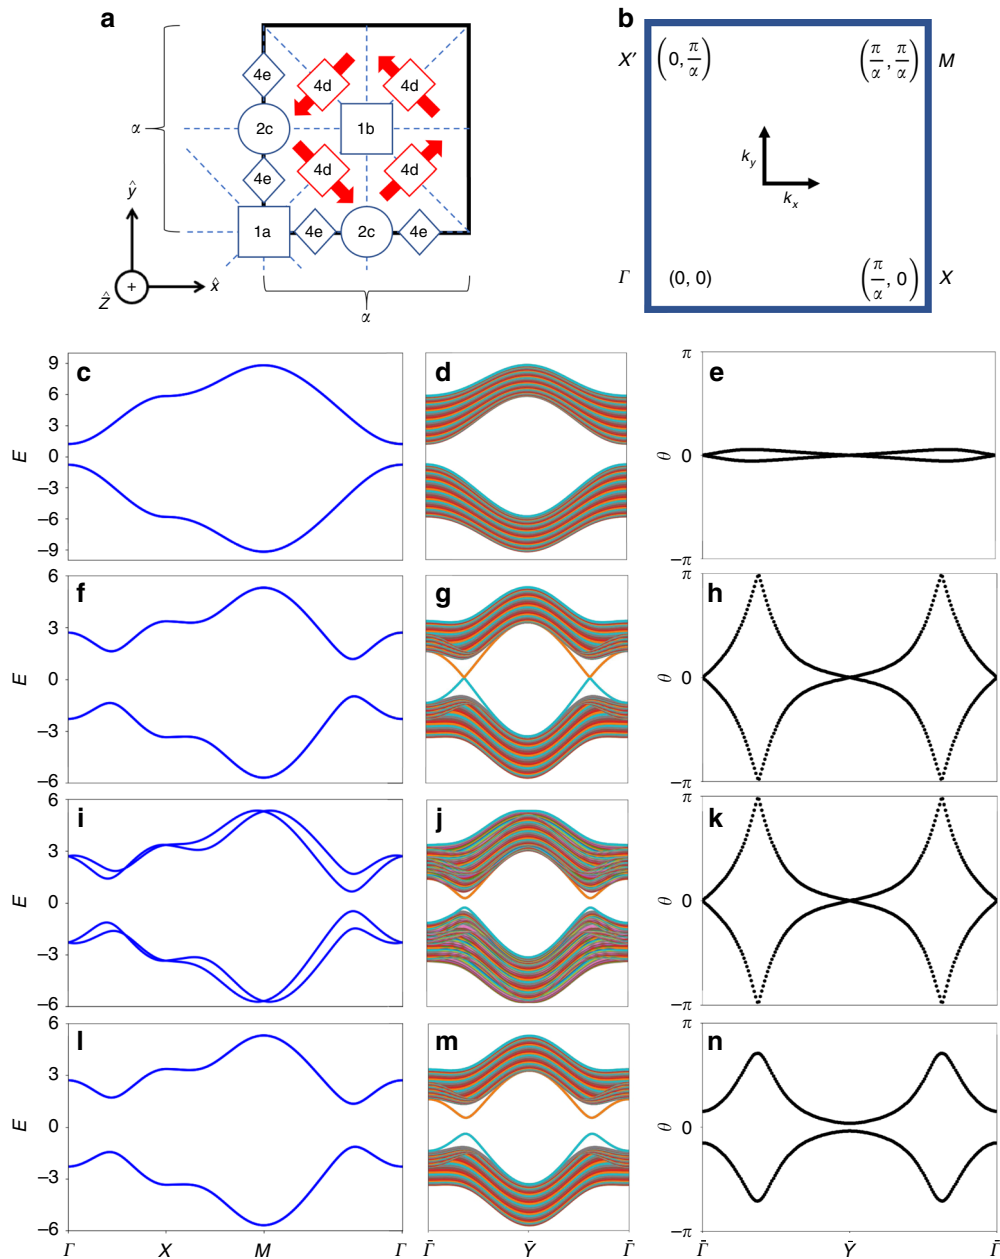 a
4e
4d
4d
α
2c
1b
4e
4d
4d
ŷ
1a
4e
2c
4e
ẑ
+
x̂
α
b
X′
(0, π/α)
(π/α, π/α)
M
k_y
k_x
Γ
(0, 0)
(π/α, 0)
X
c
9
6
3
0
−3
−6
−9
E
d
e
π
θ
0
−π
f
6
3
0
−3
−6
E
g
h
π
θ
0
−π
i
6
3
0
−3
−6
E
j
k
π
θ
0
−π
l
6
3
0
−3
−6
E
Γ
X
M
Γ
m
Γ̄
Ȳ
Γ̄
n
π
θ
0
−π
Γ̄
Ȳ
Γ̄